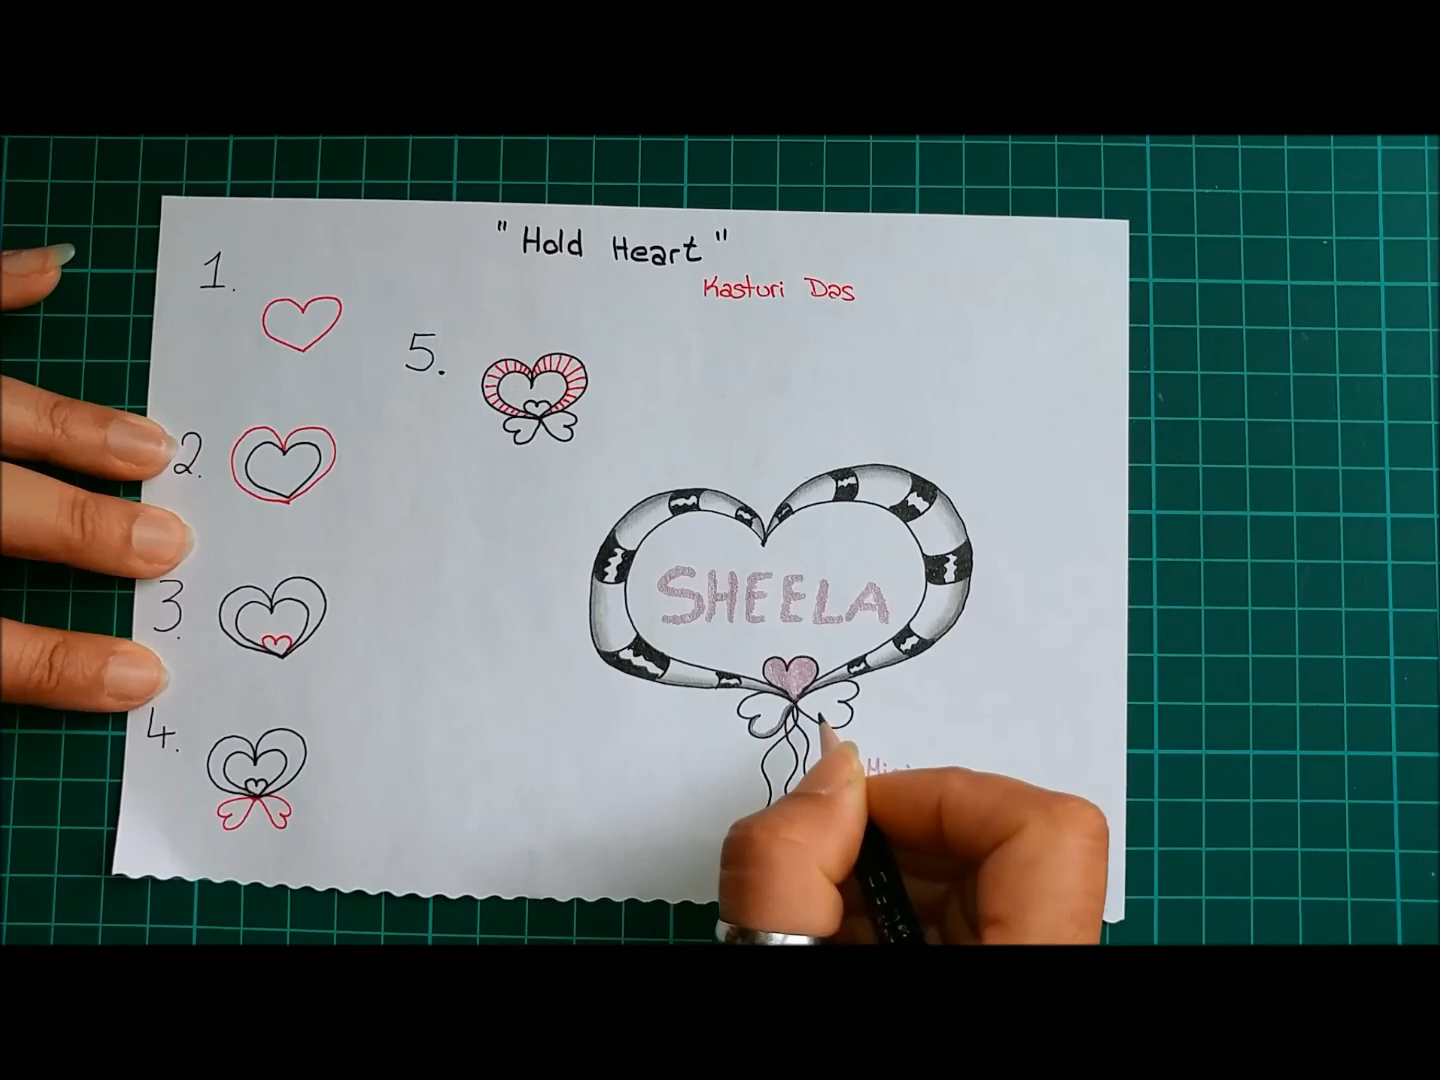 "Hold Heart"
Kasturi Das
1.
2.
3.
4.
5.
SHEELA